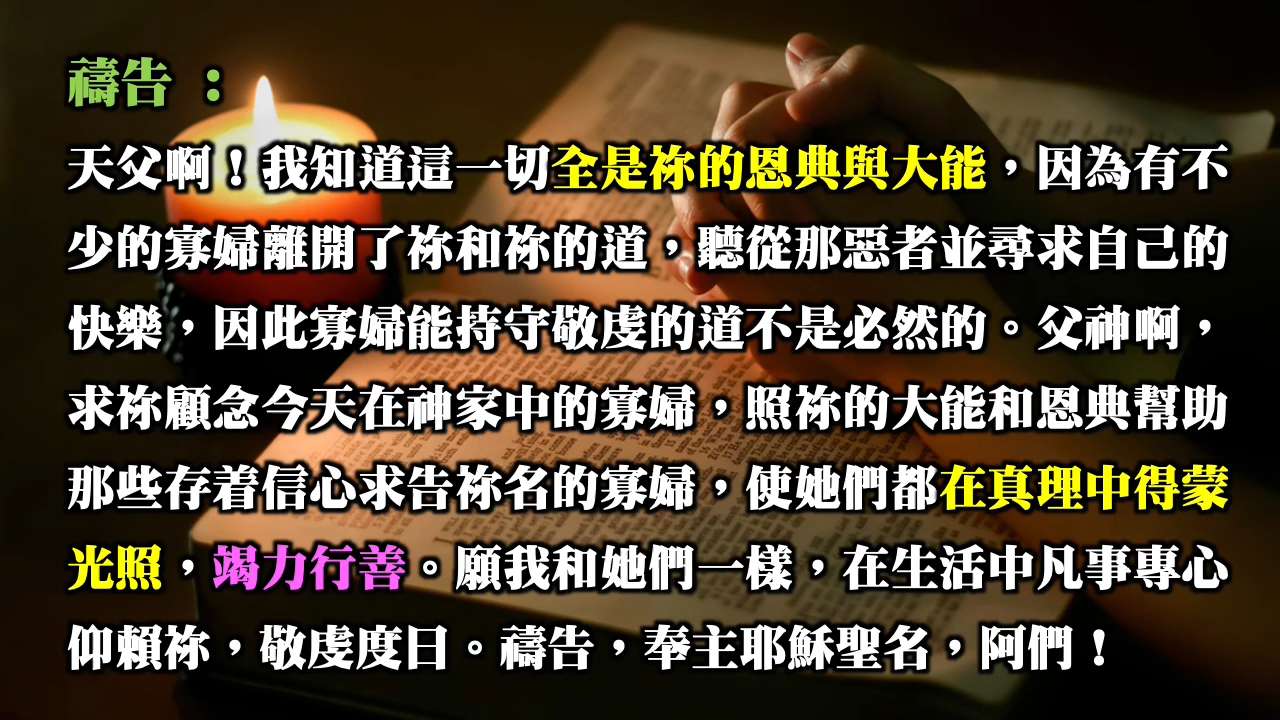 禱告 :
天父啊！我知道這一切全是祢的恩典與大能，因為有不
少的寡婦離開了祢和祢的道，聽從那惡者並尋求自己的
快樂，因此寡婦能持守敬虔的道不是必然的。父神啊，
求祢顧念今天在神家中的寡婦，照祢的大能和恩典幫助
那些存着信心求告祢名的寡婦，使她們都在真理中得蒙
光照，竭力行善。願我和她們一樣，在生活中凡事專心
仰賴祢，敬虔度日。禱告，奉主耶穌聖名，阿們！